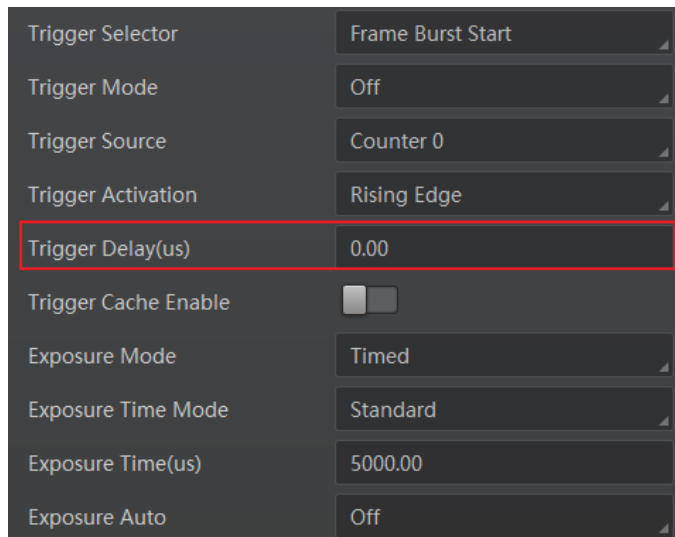 Trigger Selector Frame Burst Start
Trigger Mode Off
Trigger Source Counter 0
Trigger Activation Rising Edge
Trigger Delay(us) 0.00
Trigger Cache Enable
Exposure Mode Timed
Exposure Time Mode Standard
Exposure Time(us) 5000.00
Exposure Auto Off